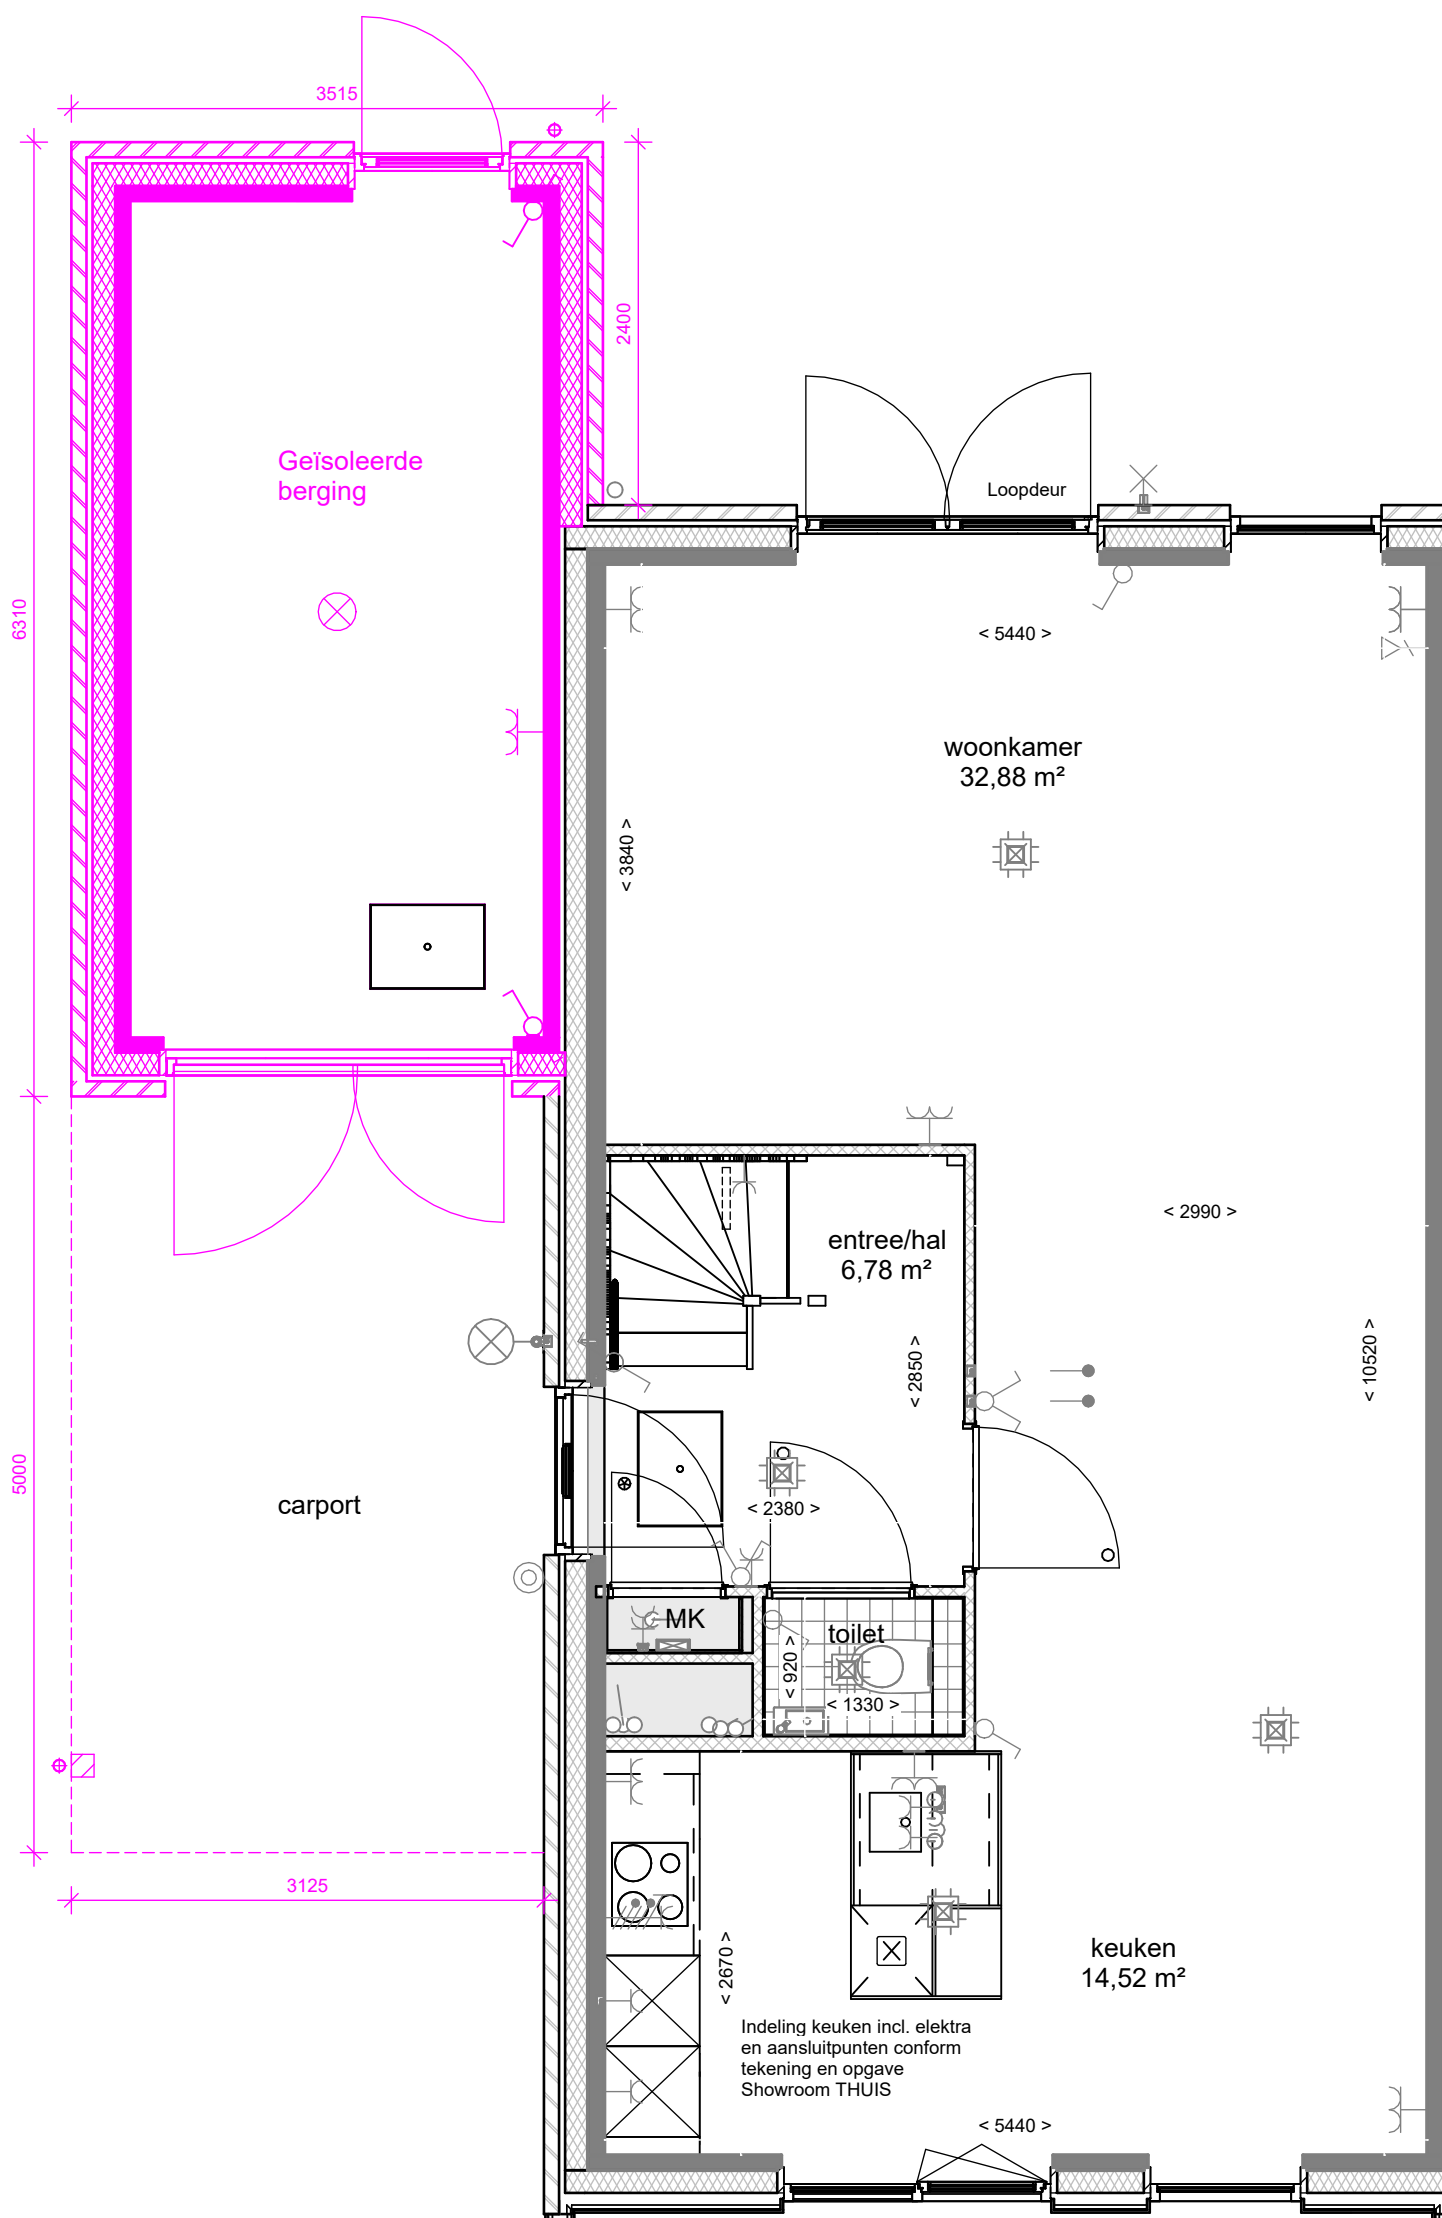 3515
2400
Geïsoleerde
berging
6310
Loopdeur
< 5440 >
woonkamer
32,88 m²
< 3840 >
< 2990 >
entree/hal
6,78 m²
< 2850 >
< 10520 >
5000
carport
< 2380 >
MK
toilet
< 920 >
< 1330 >
3125
keuken
14,52 m²
< 2670 >
Indeling keuken incl. elektra
en aansluitpunten conform
tekening en opgave
Showroom THUIS
< 5440 >